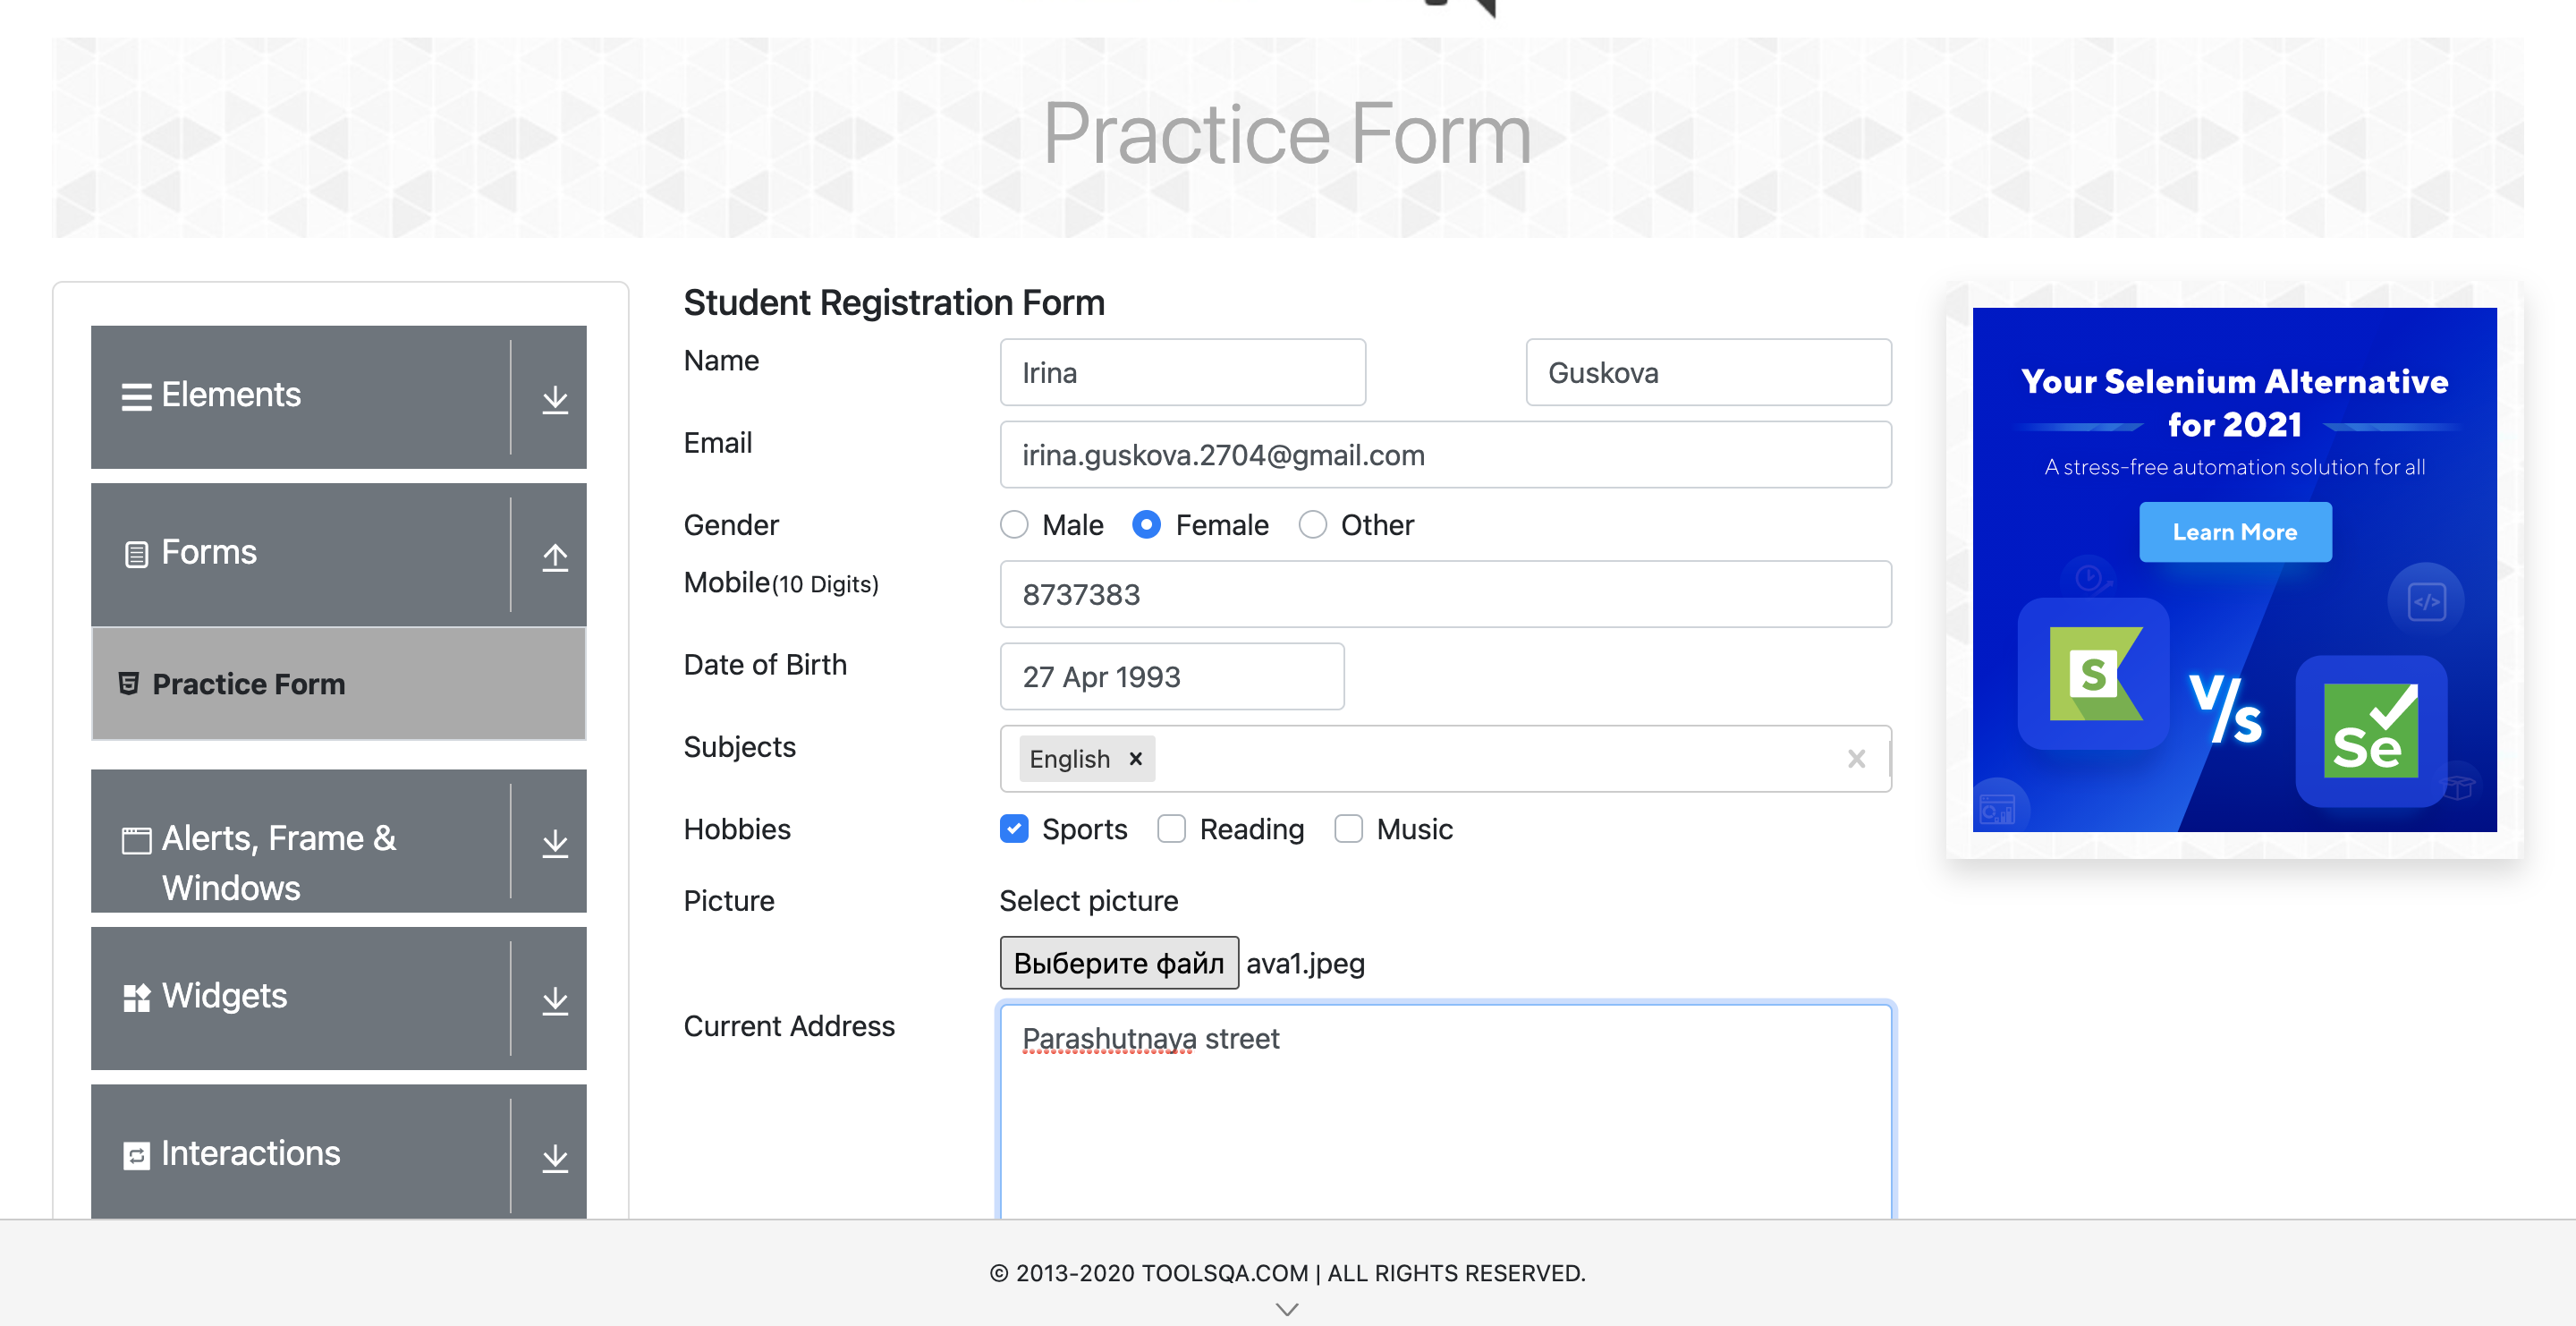 Practice Form
Elements
Forms
Practice Form
Alerts, Frame &
Windows
Widgets
Interactions
Student Registration Form
Name
Irina
Guskova
Email
irina.guskova.2704@gmail.com
Gender
Male
Female
Other
Mobile(10 Digits)
8737383
Date of Birth
27 Apr 1993
Subjects
English
Hobbies
Sports
Reading
Music
Picture
Select picture
Выберите файл ava1.jpeg
Current Address
Parashutnaya street
Your Selenium Alternative
for 2021
A stress-free automation solution for all
Learn More
S
V/s
Se
</>
© 2013-2020 TOOLSQA.COM | ALL RIGHTS RESERVED.